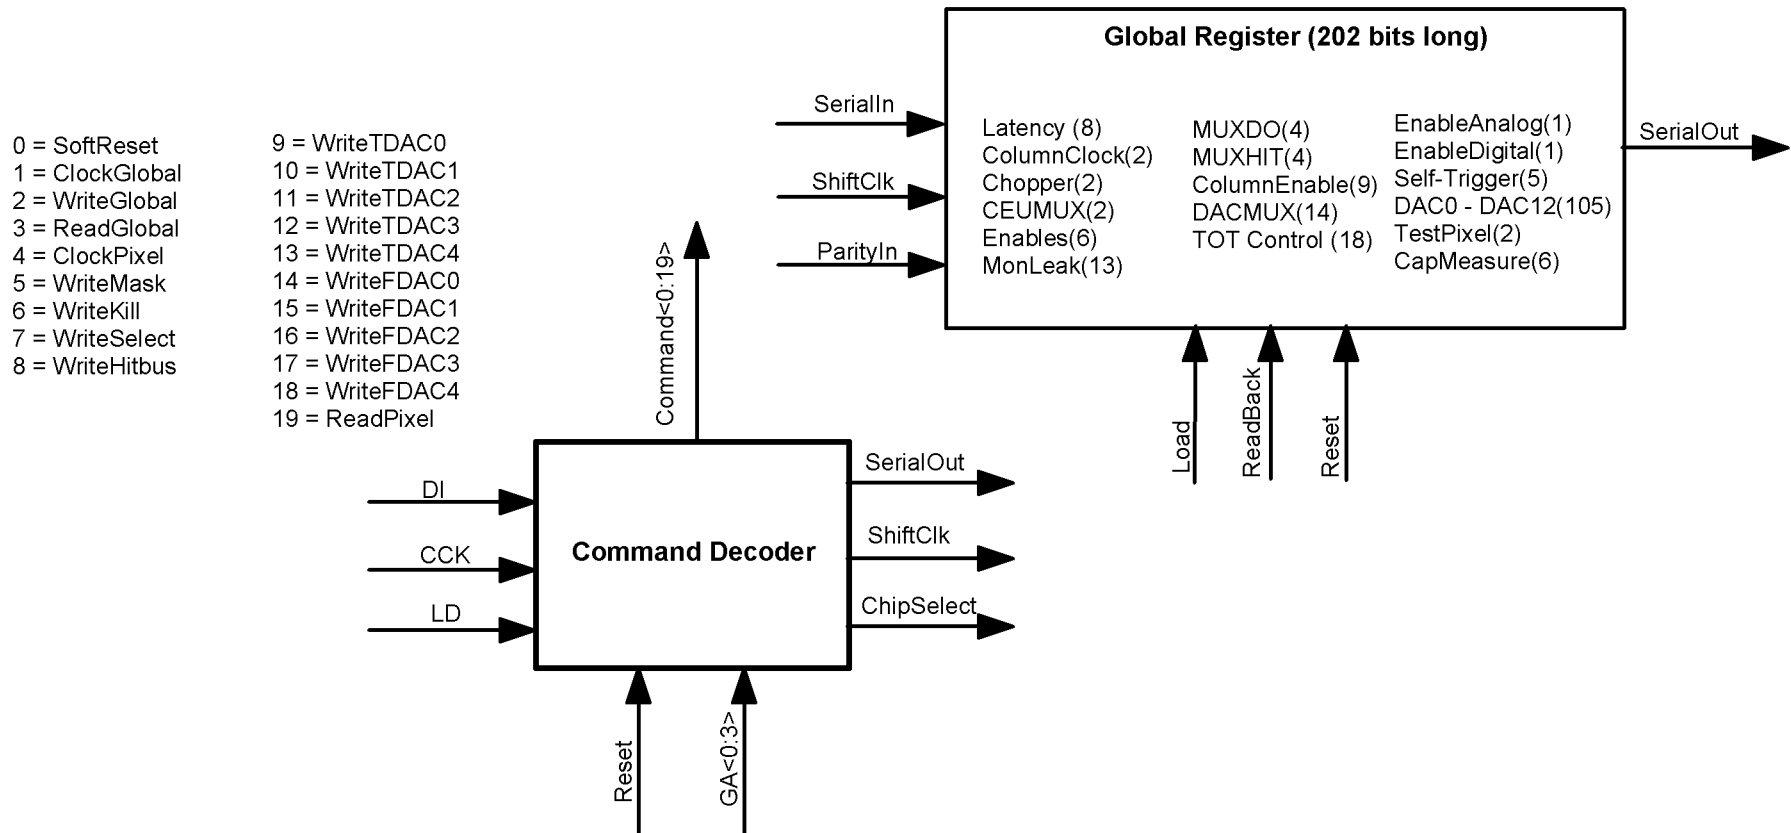 Global Register (202 bits long)
SerialIn
ShiftClk
ParityIn
Latency (8)
ColumnClock(2)
Chopper(2)
CEUMUX(2)
Enables(6)
MonLeak(13)
MUXDO(4)
MUXHIT(4)
ColumnEnable(9)
DACMUX(14)
TOT Control (18)
EnableAnalog(1)
EnableDigital(1)
Self-Trigger(5)
DAC0 - DAC12(105)
TestPixel(2)
CapMeasure(6)
SerialOut
Load
ReadBack
Reset
0 = SoftReset
1 = ClockGlobal
2 = WriteGlobal
3 = ReadGlobal
4 = ClockPixel
5 = WriteMask
6 = WriteKill
7 = WriteSelect
8 = WriteHitbus
9 = WriteTDAC0
10 = WriteTDAC1
11 = WriteTDAC2
12 = WriteTDAC3
13 = WriteTDAC4
14 = WriteFDAC0
15 = WriteFDAC1
16 = WriteFDAC2
17 = WriteFDAC3
18 = WriteFDAC4
19 = ReadPixel
Command<0:19>
DI
CCK
LD
Command Decoder
SerialOut
ShiftClk
ChipSelect
Reset
GA<0:3>